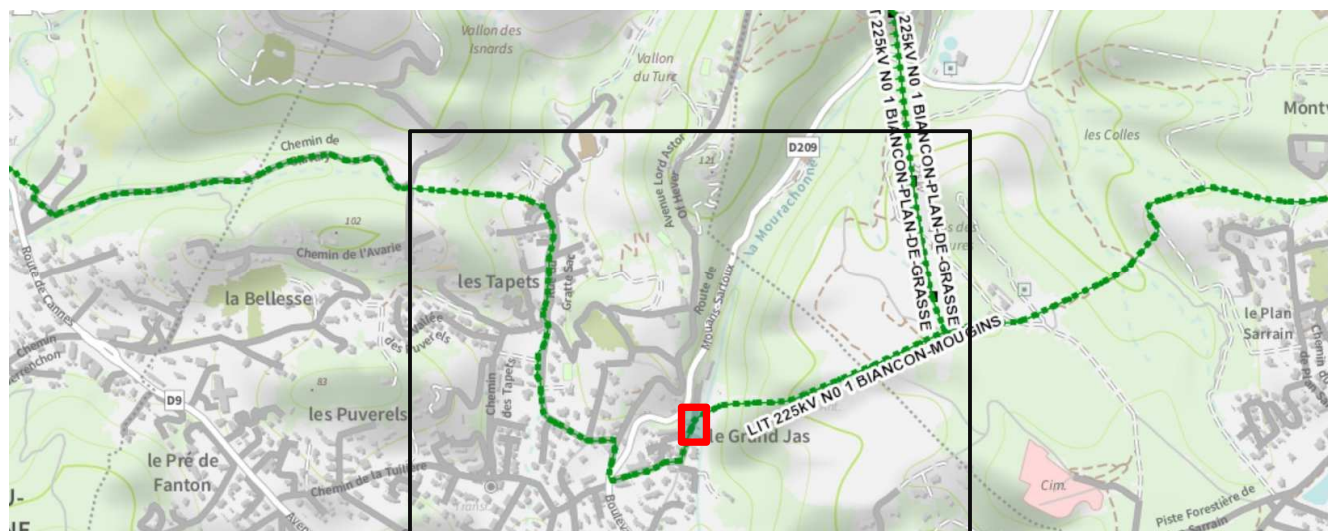 Vallon des
Isnards
Vallon
du Turc
Chemin de
D209
121
Avenue Lord Astor
Of Hever
La Mourachonne
LIT 225kV N0 1 BIANCON-PLAN-DE-GRASSE
225kV N0 1 BIANCON-PLAN-DE-GRASSE
les Colles
102
Chemin de l'Avarie
la Bellesse
les Tapets
Gratte Sac
Route de
Mouans-Sartoux
Route de Cannes
Chemin
D9
83
les Puverels
Vallée
des Puverels
Chemin
des Tapets
le Pré de
Fanton
Chemin de la Tuilière
Transf.
le Grand Jas
LIT 225kV N0 1 BIANCON-MOUGINS
le Plan
Sarrain
Cim.
Piste Forestière de
Sarrain